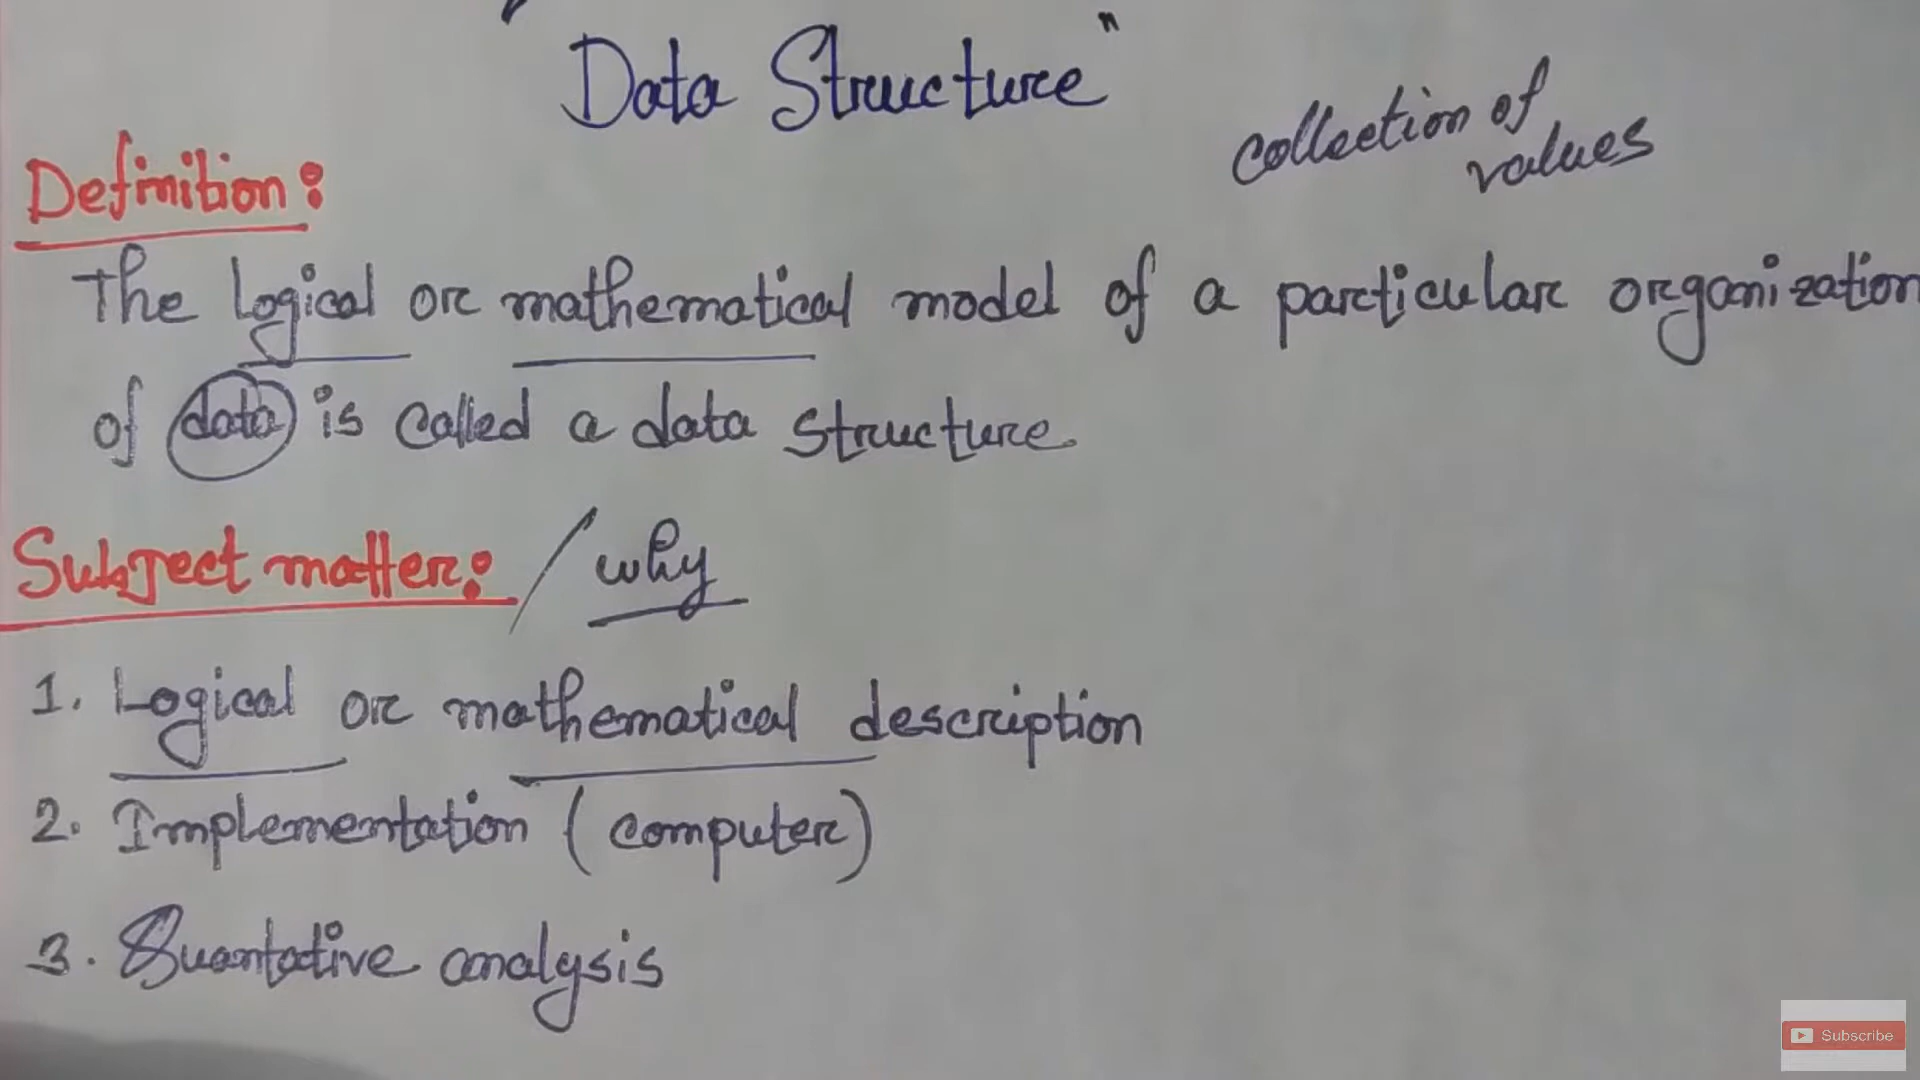 "Data Structure"
collection of
values
Definition:
The logical or mathematical model of a particular organization
of data is called a data structure.
Subject matter: / why
1. Logical or mathematical description
2. Implementation (computer)
3. Quantative analysis
Subscribe